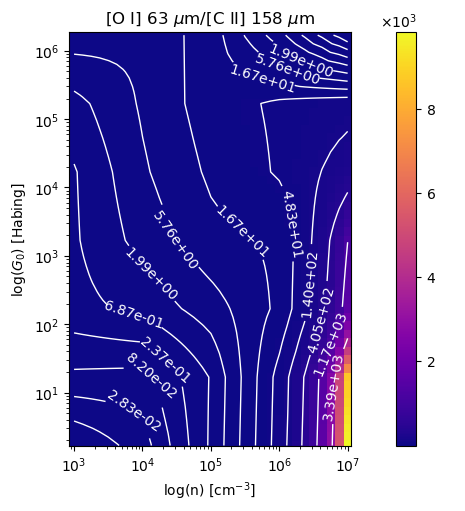 [O I] 63 μm/[C II] 158 μm
×10³
10⁶
10⁵
10⁴
10³
10²
10¹
log(G₀) [Habing]
1.99e+00
5.76e+00
1.67e+01
5.76e+00
1.67e+01
4.83e+01
1.99e+00
1.40e+02
4.05e+02
6.87e-01
1.17e+03
2.37e-01
8.20e-02
3.39e+03
2.83e-02
10³
10⁴
10⁵
10⁶
10⁷
log(n) [cm⁻³]
8
6
4
2